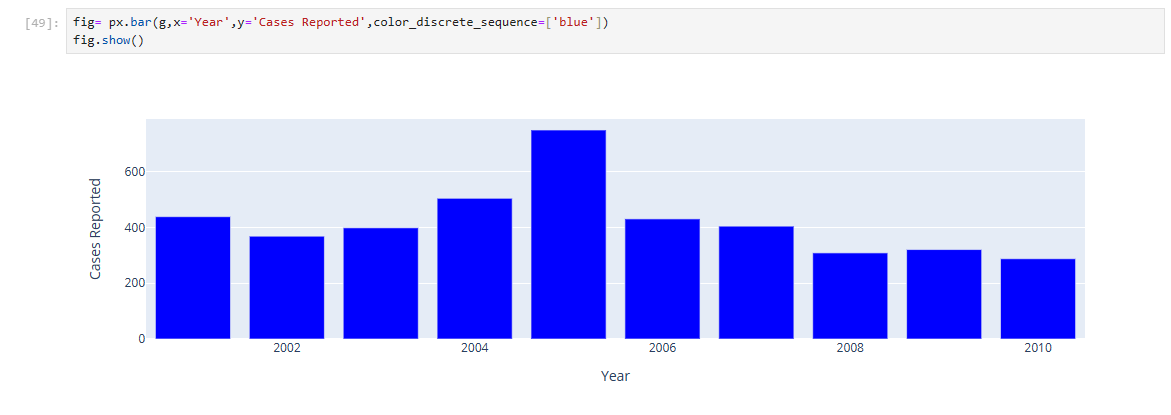 [49]: fig= px.bar(g,x='Year',y='Cases Reported',color_discrete_sequence=['blue'])
fig.show()
600
400
200
0
Cases Reported
2002 2004 2006 2008 2010
Year